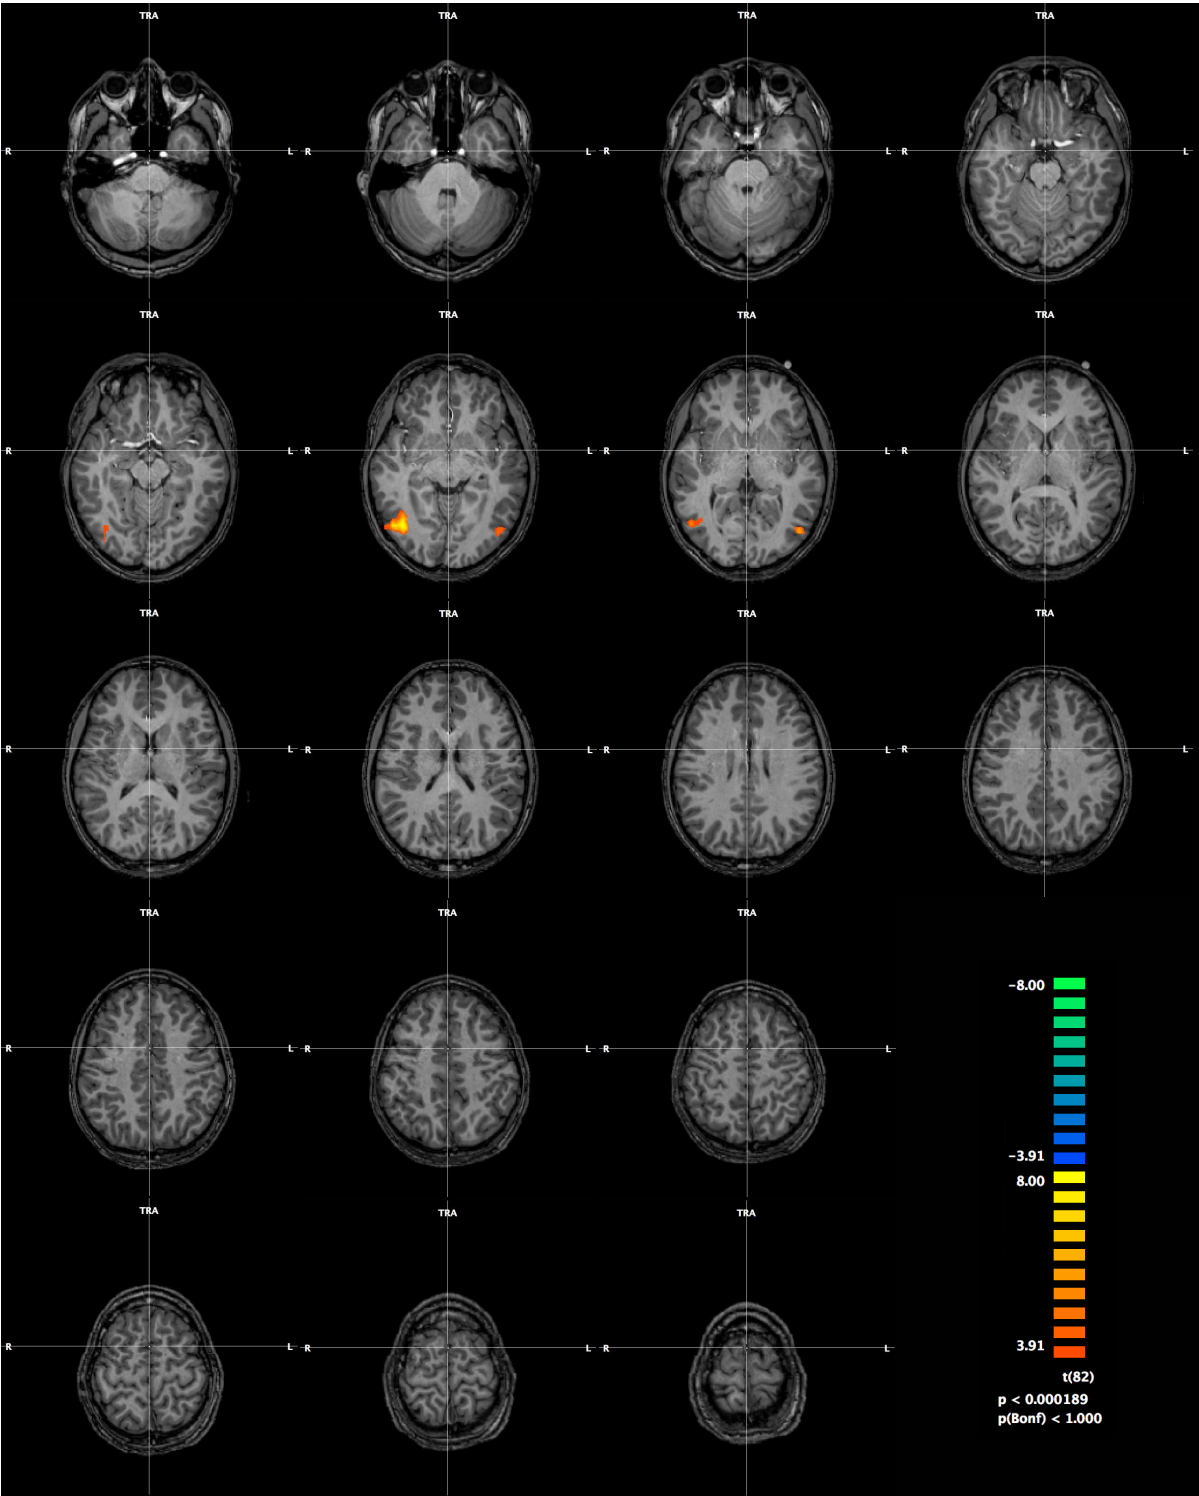 TRA TRA TRA TRA
R L R L R L R L
TRA TRA TRA TRA
R L R L R L R L
TRA TRA TRA TRA
R L R L R L R L
TRA TRA TRA
−8.00
R L R L R L
−3.91
8.00
TRA TRA TRA
R L R L R L
3.91
t(82)
p < 0.000189
p(Bonf) < 1.000